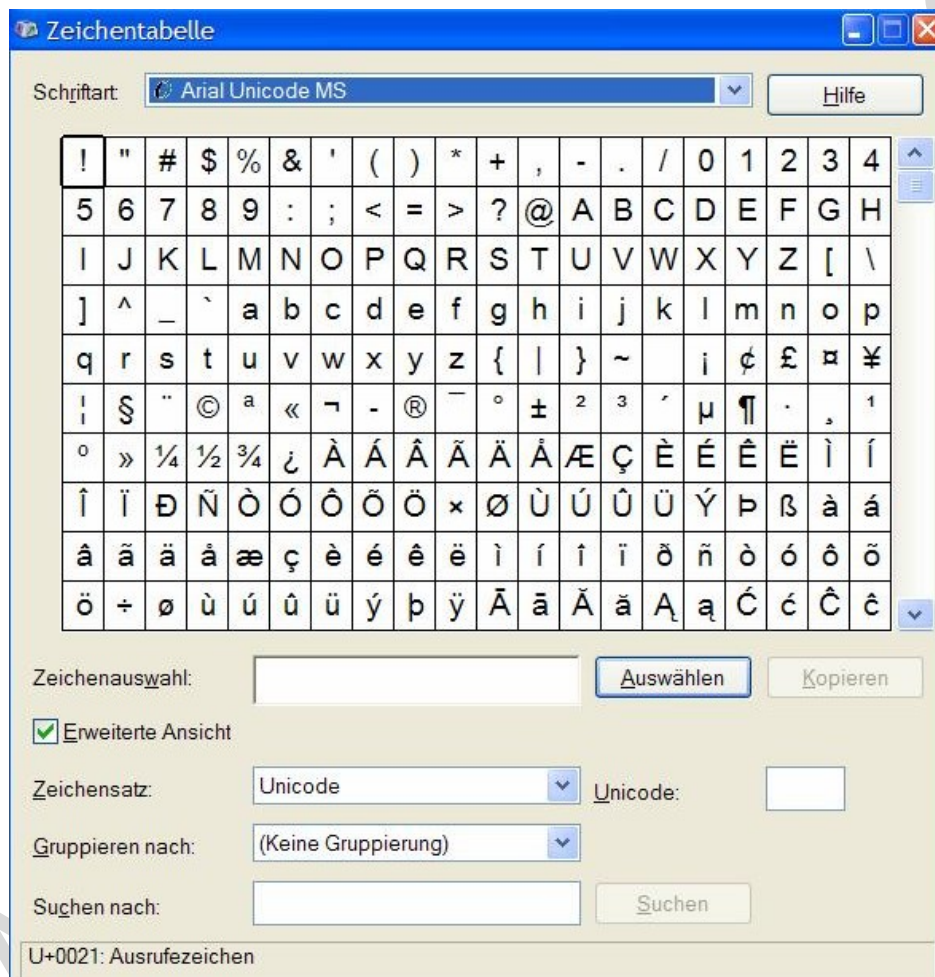 Zeichentabelle
Schriftart: Arial Unicode MS Hilfe
! " # $ % & ' ( ) * + , - . / 0 1 2 3 4
5 6 7 8 9 : ; < = > ? @ A B C D E F G H
I J K L M N O P Q R S T U V W X Y Z [ \
] ^ _ ` a b c d e f g h i j k l m n o p
q r s t u v w x y z { | } ~   ¡ ¢ £ ¤ ¥
¦ § ¨ © ª « ¬ - ® ¯ ° ± ² ³ ´ µ ¶ · ¸ ¹
º » ¼ ½ ¾ ¿ À Á Â Ã Ä Å Æ Ç È É Ê Ë Ì Í
Î Ï Ð Ñ Ò Ó Ô Õ Ö × Ø Ù Ú Û Ü Ý Þ ß à á
â ã ä å æ ç è é ê ë ì í î ï ð ñ ò ó ô õ
ö ÷ ø ù ú û ü ý þ ÿ Ā ā Ă ă Ą ą Ć ć Ĉ ĉ
Zeichenauswahl: Auswählen Kopieren
Erweiterte Ansicht
Zeichensatz: Unicode Unicode:
Gruppieren nach: (Keine Gruppierung)
Suchen nach: Suchen
U+0021: Ausrufezeichen